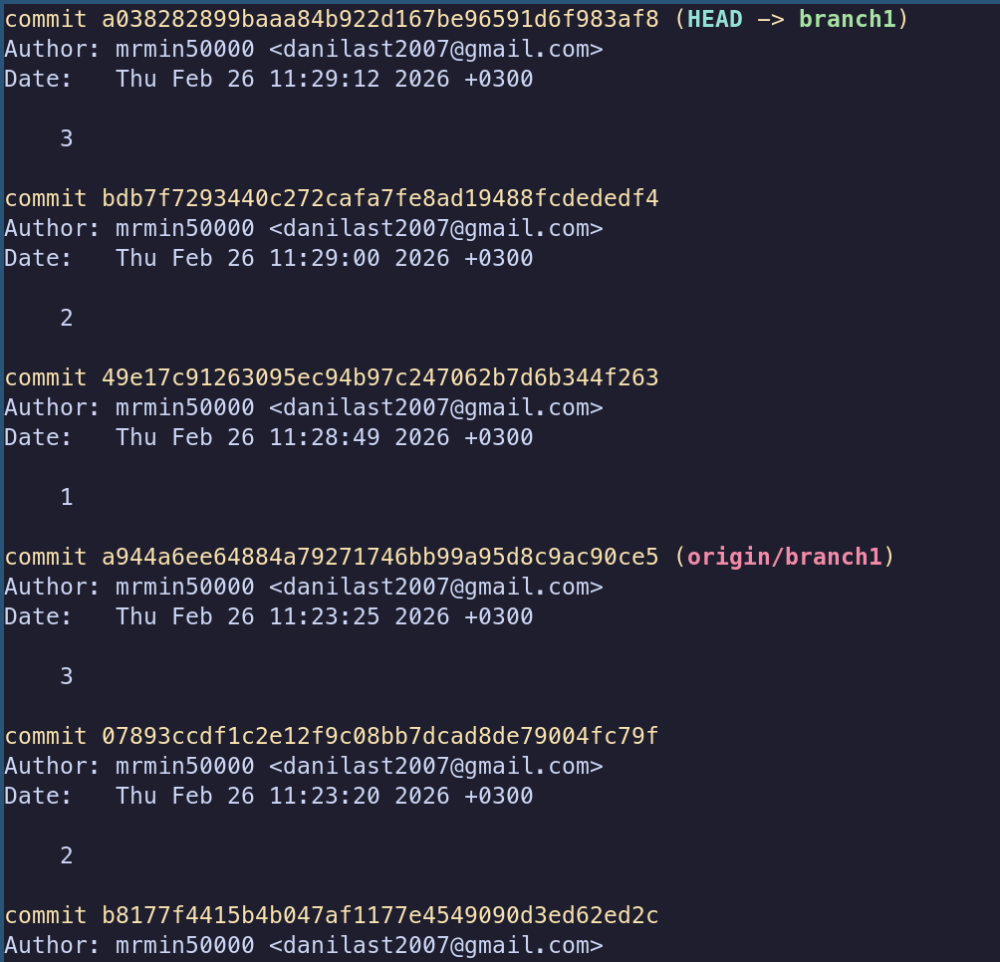 commit a038282899baaa84b922d167be96591d6f983af8 (HEAD -> branch1)
Author: mrmin50000 <danilast2007@gmail.com>
Date:   Thu Feb 26 11:29:12 2026 +0300
3
commit bdb7f7293440c272cafa7fe8ad19488fcdededf4
Author: mrmin50000 <danilast2007@gmail.com>
Date:   Thu Feb 26 11:29:00 2026 +0300
2
commit 49e17c91263095ec94b97c247062b7d6b344f263
Author: mrmin50000 <danilast2007@gmail.com>
Date:   Thu Feb 26 11:28:49 2026 +0300
1
commit a944a6ee64884a79271746bb99a95d8c9ac90ce5 (origin/branch1)
Author: mrmin50000 <danilast2007@gmail.com>
Date:   Thu Feb 26 11:23:25 2026 +0300
3
commit 07893ccdf1c2e12f9c08bb7dcad8de79004fc79f
Author: mrmin50000 <danilast2007@gmail.com>
Date:   Thu Feb 26 11:23:20 2026 +0300
2
commit b8177f4415b4b047af1177e4549090d3ed62ed2c
Author: mrmin50000 <danilast2007@gmail.com>